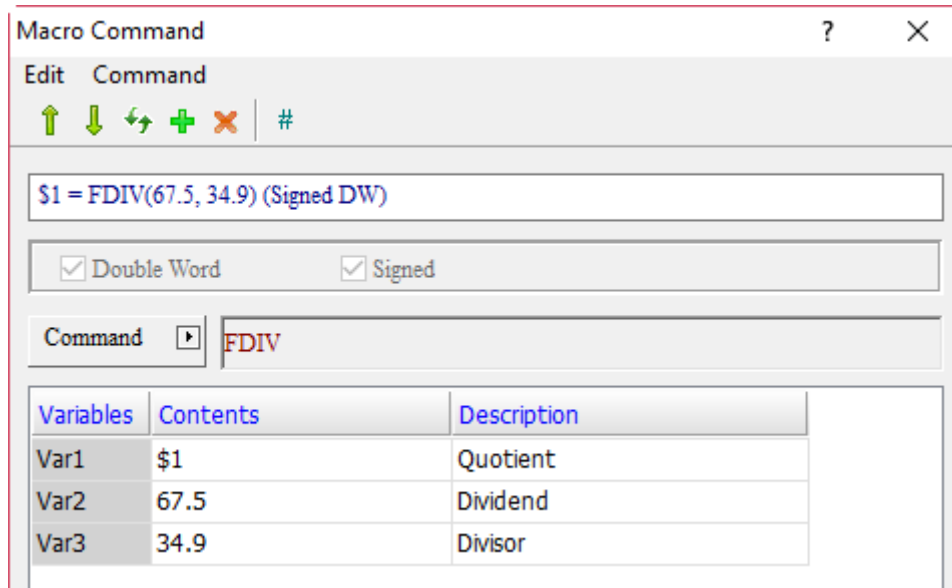 Macro Command ?
Edit Command
#
$1 = FDIV(67.5, 34.9) (Signed DW)
Double Word Signed
Command FDIV
Variables Contents Description
Var1 $1 Quotient
Var2 67.5 Dividend
Var3 34.9 Divisor